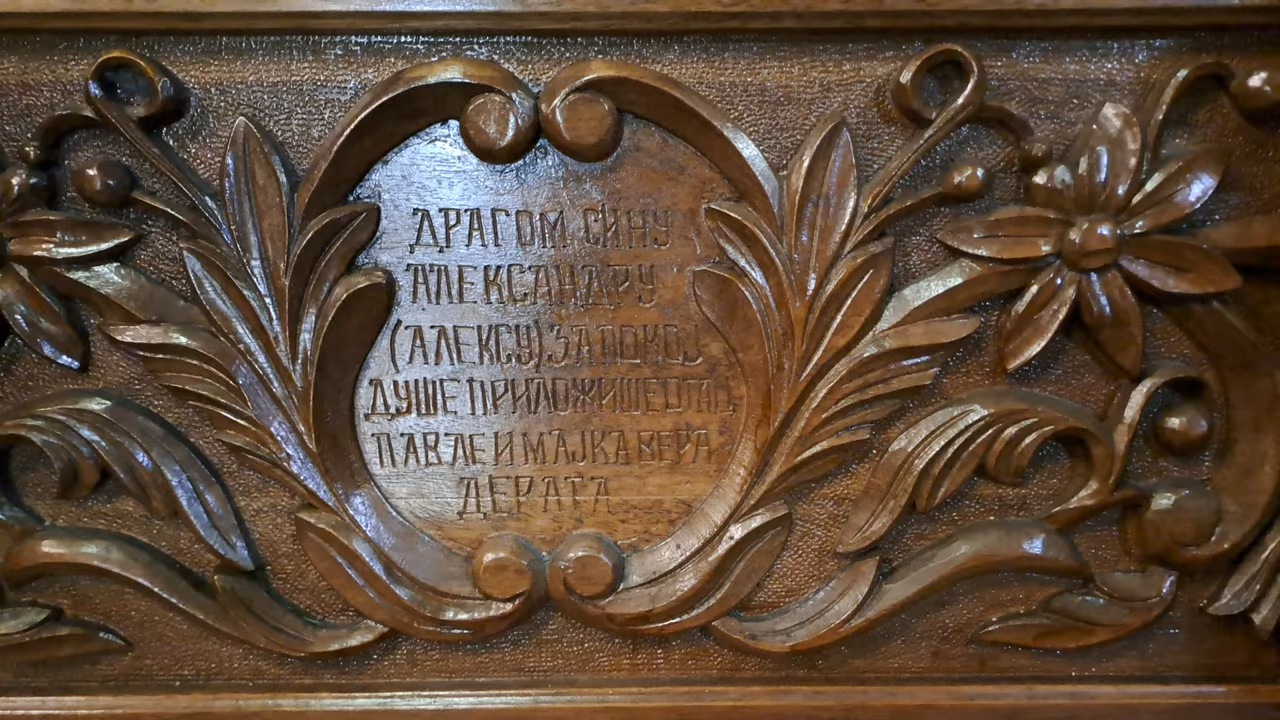 ДРАГОМ СИНУ
АЛЕКСАНДРУ
(АЛЕКСУ) ЗА ПОКОЈ
ДУШЕ ПРИЛОЖИШЕ ОТАЦ
ПАВЛЕ И МАЈКА ВЕРА
ДЕРАТА